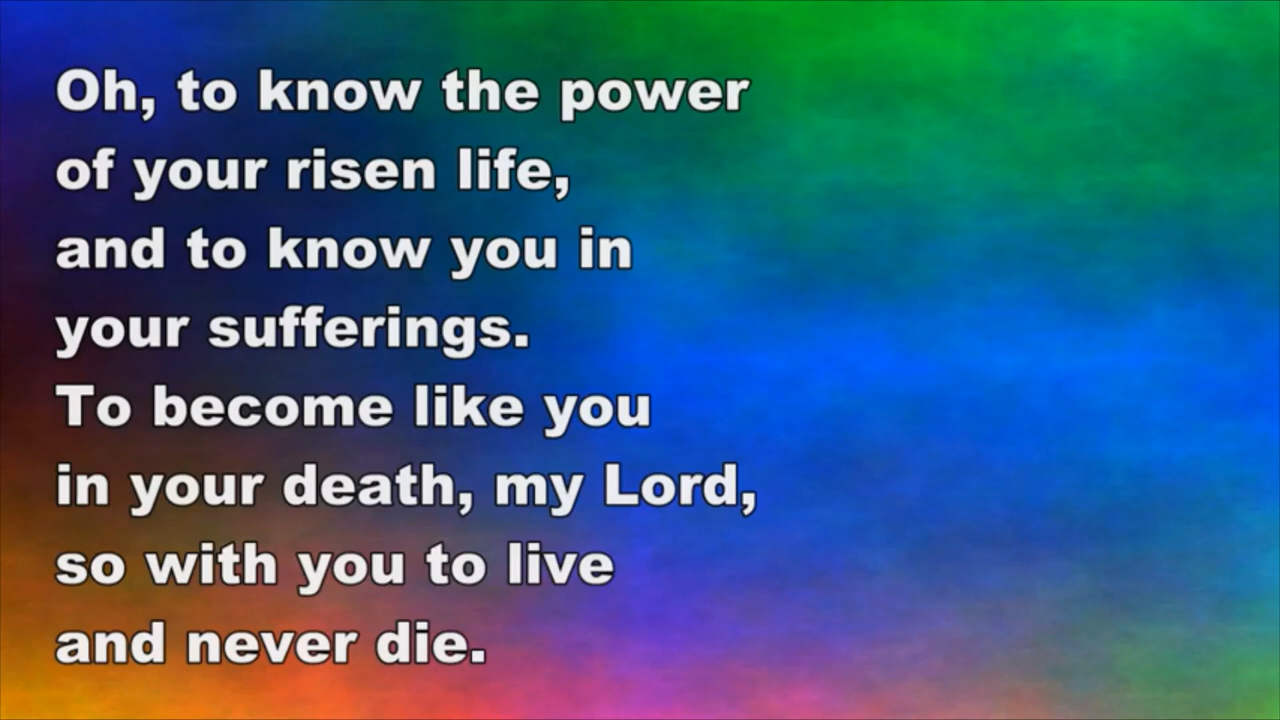 Oh, to know the power
of your risen life,
and to know you in
your sufferings.
To become like you
in your death, my Lord,
so with you to live
and never die.